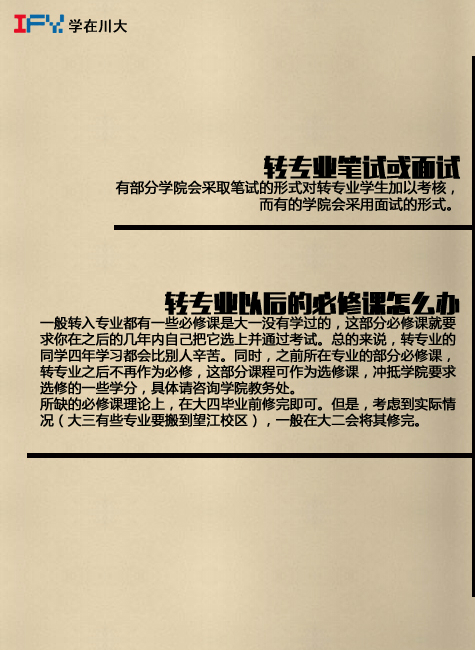 IFY. 学在川大
转专业笔试或面试
有部分学院会采取笔试的形式对转专业学生加以考核，
而有的学院会采用面试的形式。
转专业以后的必修课怎么办
一般转入专业都有一些必修课是大一没有学过的，这部分必修课就要
求你在之后的几年内自己把它选上并通过考试。总的来说，转专业的
同学四年学习都会比别人辛苦。同时，之前所在专业的部分必修课，
转专业之后不再作为必修，这部分课程可作为选修课，冲抵学院要求
选修的一些学分，具体请咨询学院教务处。
所缺的必修课理论上，在大四毕业前修完即可。但是，考虑到实际情
况（大三有些专业要搬到望江校区），一般在大二会将其修完。